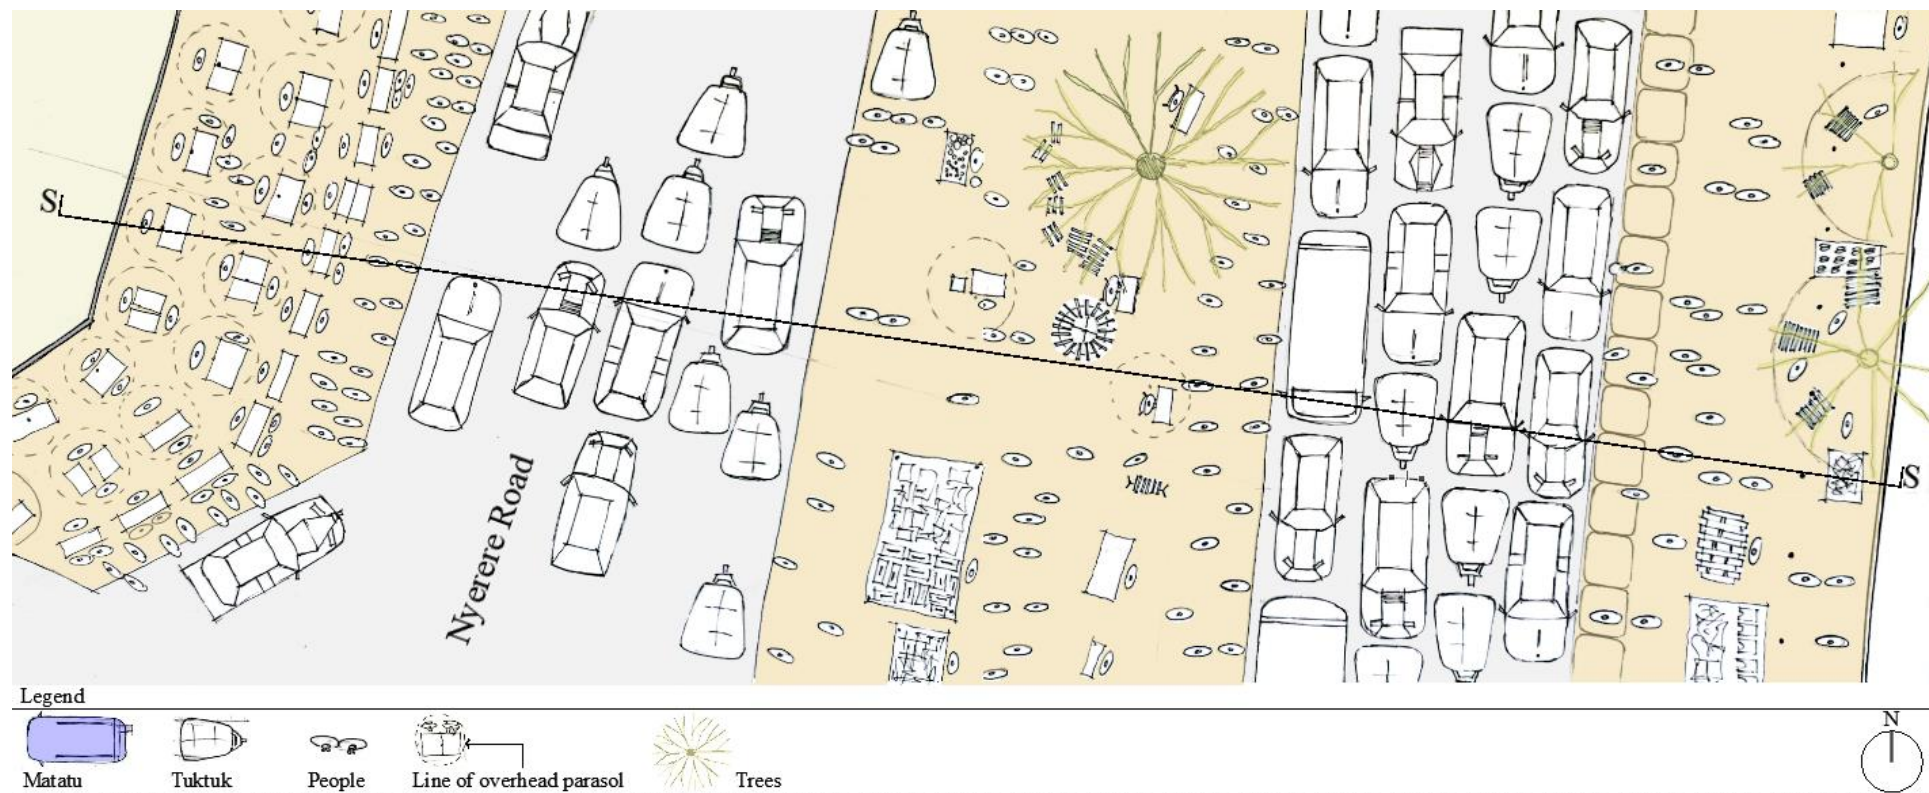 S
S
Nyerere Road
Legend
N
Matatu
Tuktuk
People
Line of overhead parasol
Trees